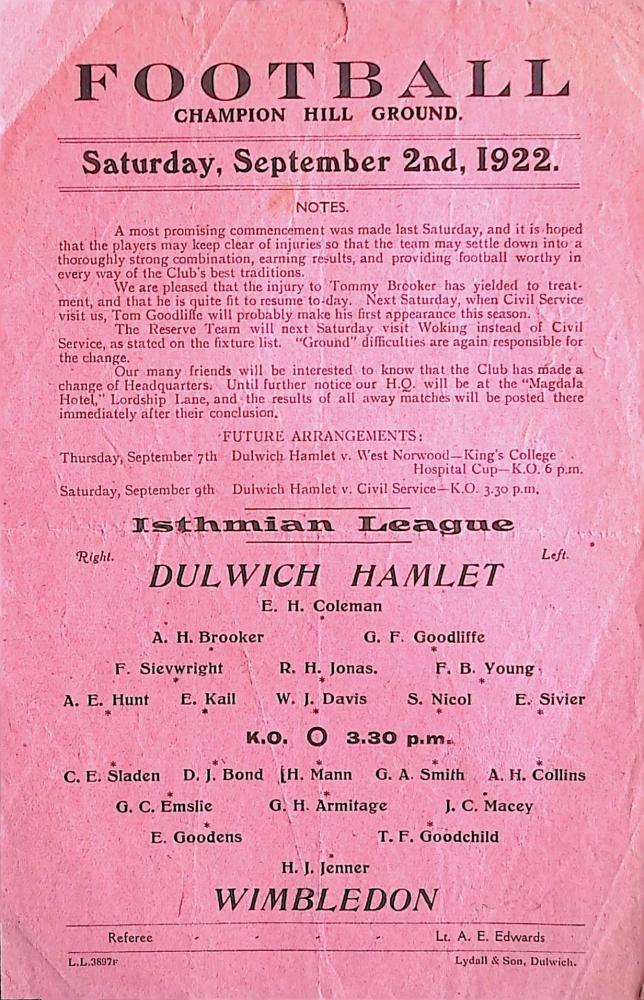 FOOTBALL
CHAMPION HILL GROUND.
Saturday, September 2nd, 1922.
NOTES.
A most promising commencement was made last Saturday, and it is hoped
that the players may keep clear of injuries so that the team may settle down into a
thoroughly strong combination, earning results, and providing football worthy in
every way of the Club's best traditions.
We are pleased that the injury to Tommy Brooker has yielded to treat-
ment, and that he is quite fit to resume to-day. Next Saturday, when Civil Service
visit us, Tom Goodliffe will probably make his first appearance this season.
The Reserve Team will next Saturday visit Woking instead of Civil
Service, as stated on the fixture list. "Ground" difficulties are again responsible for
the change.
Our many friends will be interested to know that the Club has made a
change of Headquarters. Until further notice our H.Q. will be at the "Magdala
Hotel," Lordship Lane, and the results of all away matches will be posted there
immediately after their conclusion.
FUTURE ARRANGEMENTS:
Thursday, September 7th Dulwich Hamlet v. West Norwood—King's College
Hospital Cup—K.O. 6 p.m.
Saturday, September 9th Dulwich Hamlet v. Civil Service—K.O. 3.30 p.m.
Isthmian League
Right. Left.
DULWICH HAMLET
E. H. Coleman
*
A. H. Brooker G. F. Goodliffe
* *
F. Sievwright R. H. Jonas. F. B. Young
* * *
A. E. Hunt E. Kail W. J. Davis S. Nicol E. Sivier
* * * * *
K.O. O 3.30 p.m.
* * * * *
C. E. Sladen D. J. Bond H. Mann G. A. Smith A. H. Collins
* * *
G. C. Emslie G. H. Armitage J. C. Macey
* *
E. Goodens T. F. Goodchild
*
H. J. Jenner
WIMBLEDON
Referee - - - - Lt. A. E. Edwards
L.L.3897F Lydall & Son, Dulwich.